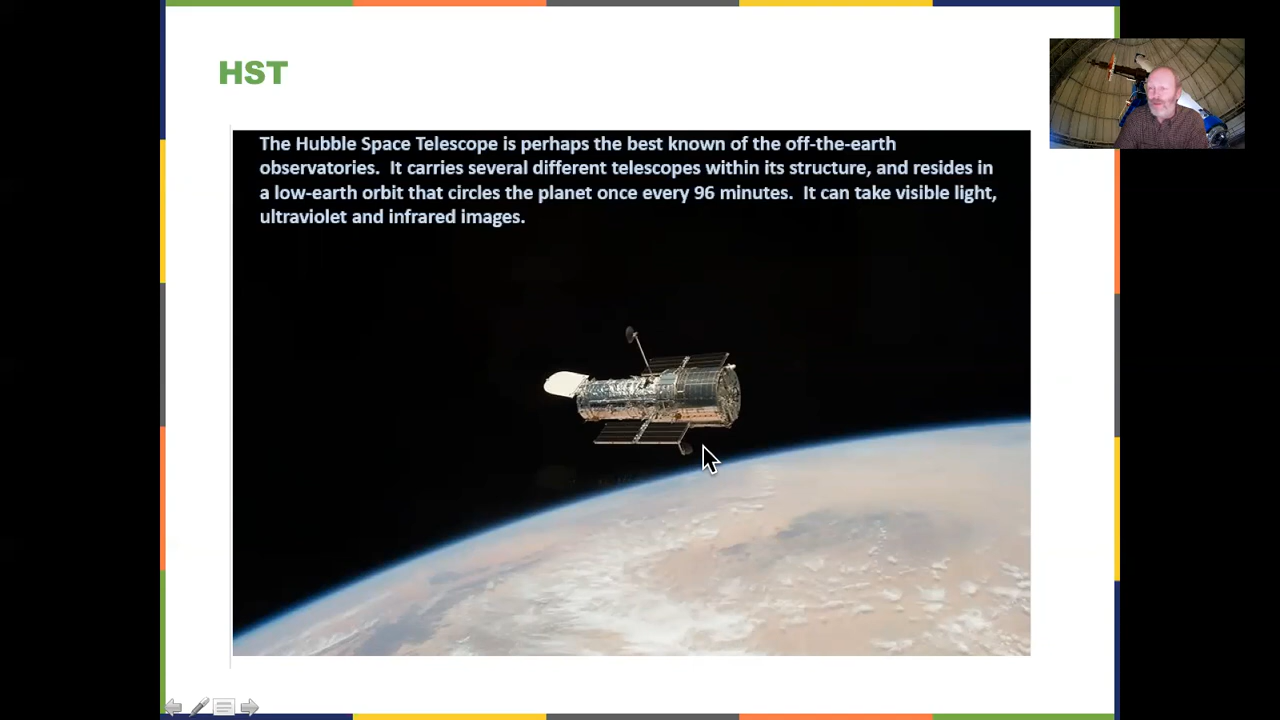 HST
The Hubble Space Telescope is perhaps the best known of the off-the-earth
observatories.  It carries several different telescopes within its structure, and resides in
a low-earth orbit that circles the planet once every 96 minutes.  It can take visible light,
ultraviolet and infrared images.